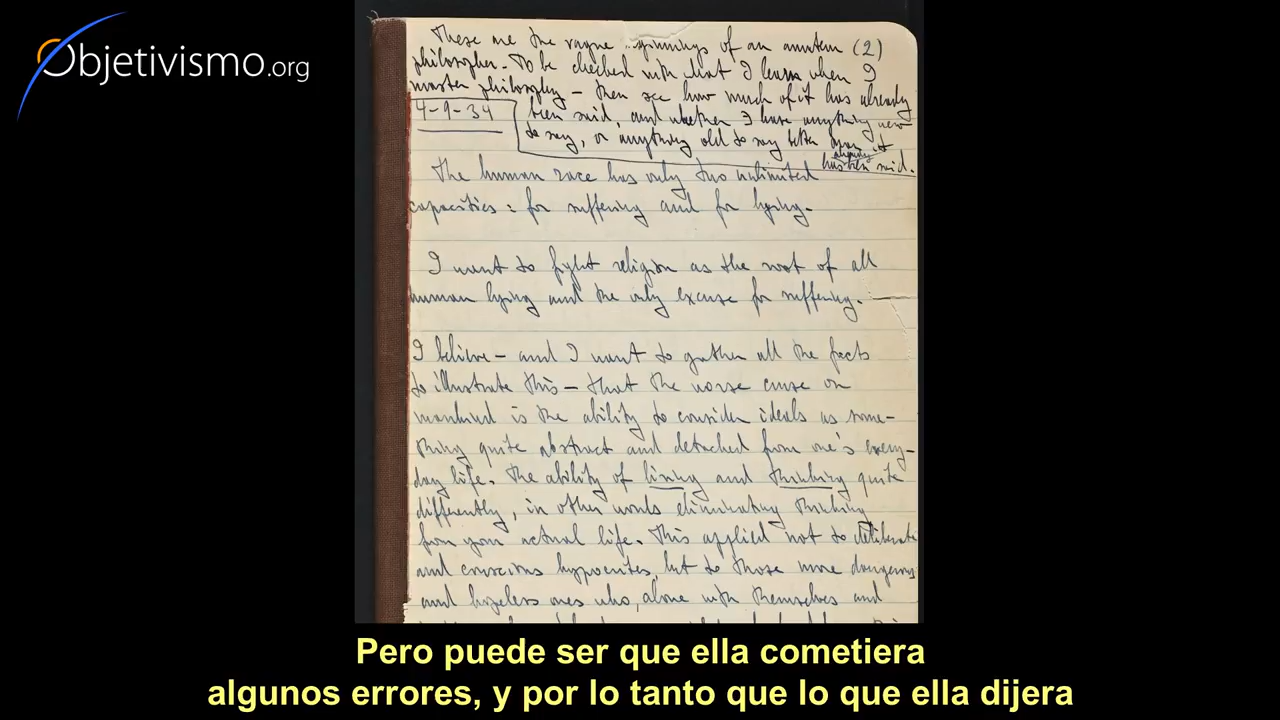 Objetivismo.org
These are the vague beginnings of an amateur (2)
philosopher. To be checked with what I learn when I
master philosophy – then see how much of it has already
4-9-34 been said, and whether I have anything new
to say, or anything old to say better than it
has already been said.
The human race has only two unlimited
capacities: for suffering and for lying.
I want to fight religion as the root of all
human lying and the only excuse for suffering.
I believe – and I want to gather all the facts
to illustrate this – that the worse curse on
mankind is the ability to consider ideals as some-
thing quite abstract and detached from one's every-
day life. The ability of living and thinking quite
differently, in other words eliminating thinking
from your actual life. This applied not to deliberate
and conscious hypocrites, but to those more dangerous
and hopeless ones who, alone with themselves and
Pero puede ser que ella cometiera
algunos errores, y por lo tanto que lo que ella dijera